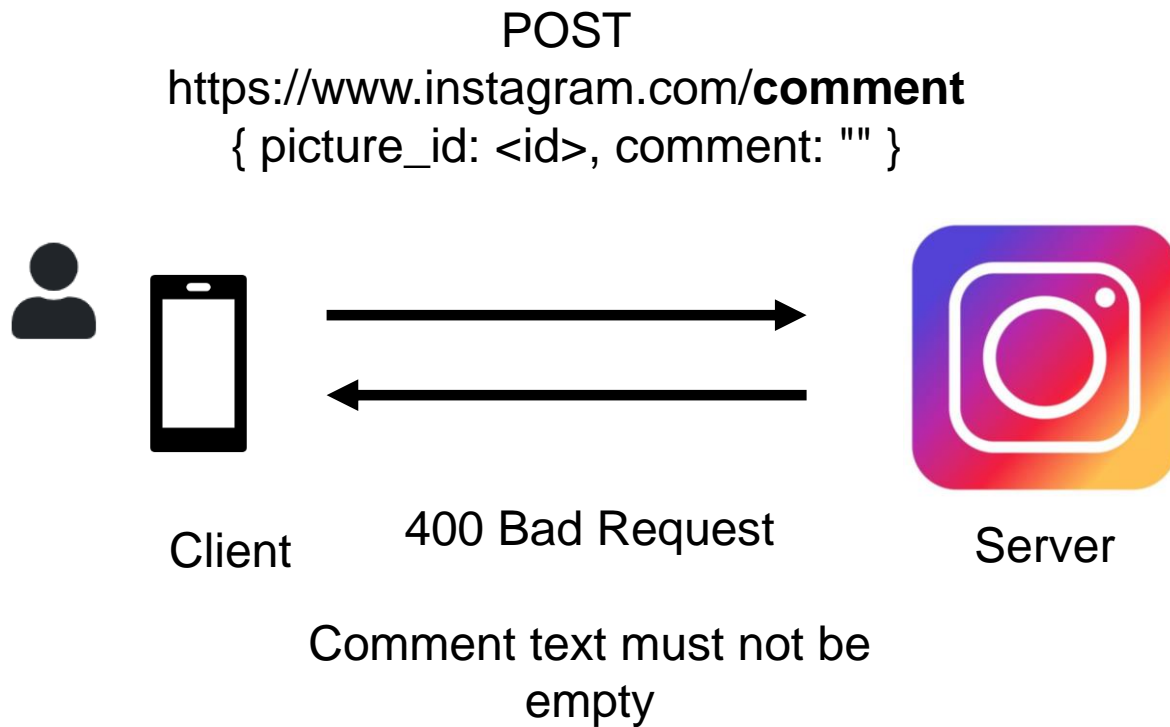 POST
https://www.instagram.com/comment
{ picture_id: <id>, comment: "" }
Client
400 Bad Request
Server
Comment text must not be
empty